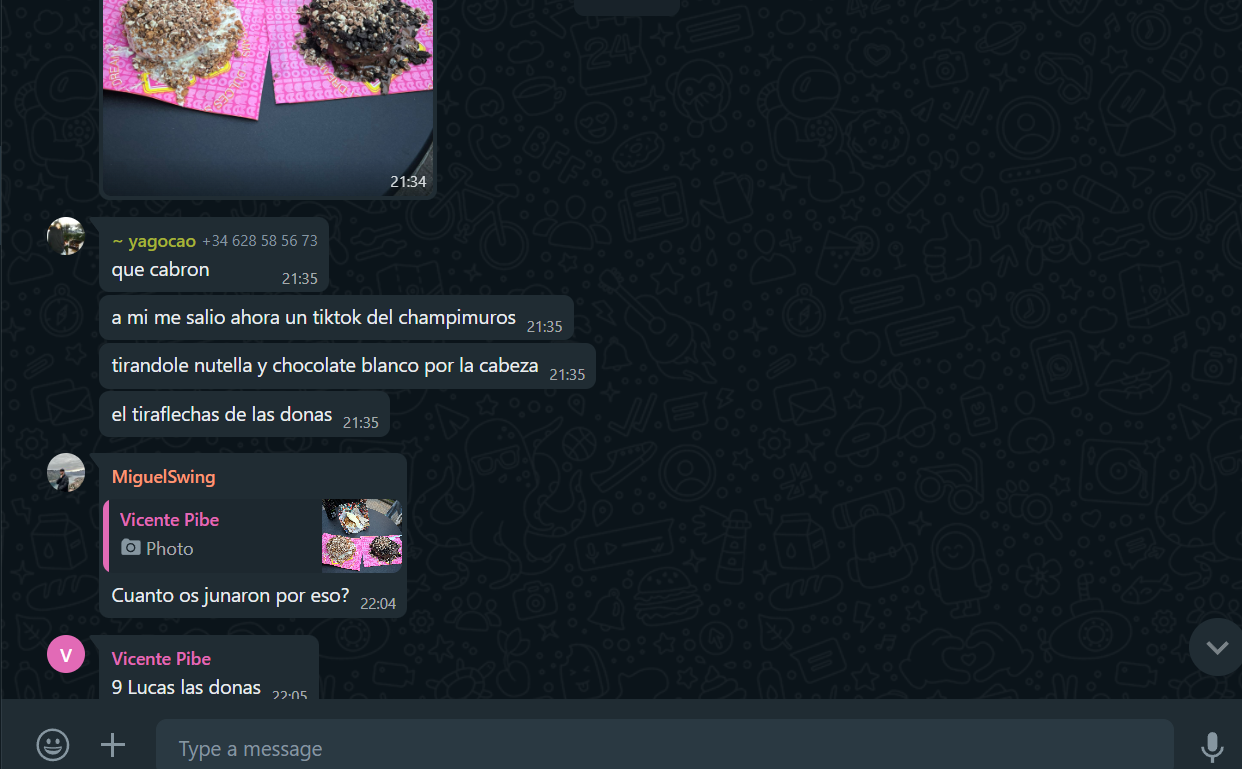 21:34
~ yagocao +34 628 58 56 73
que cabron 21:35
a mi me salio ahora un tiktok del champimuros 21:35
tirandole nutella y chocolate blanco por la cabeza 21:35
el tiraflechas de las donas 21:35
MiguelSwing
Vicente Pibe
Photo
Cuanto os junaron por eso? 22:04
V
Vicente Pibe
9 Lucas las donas 22:05
Type a message